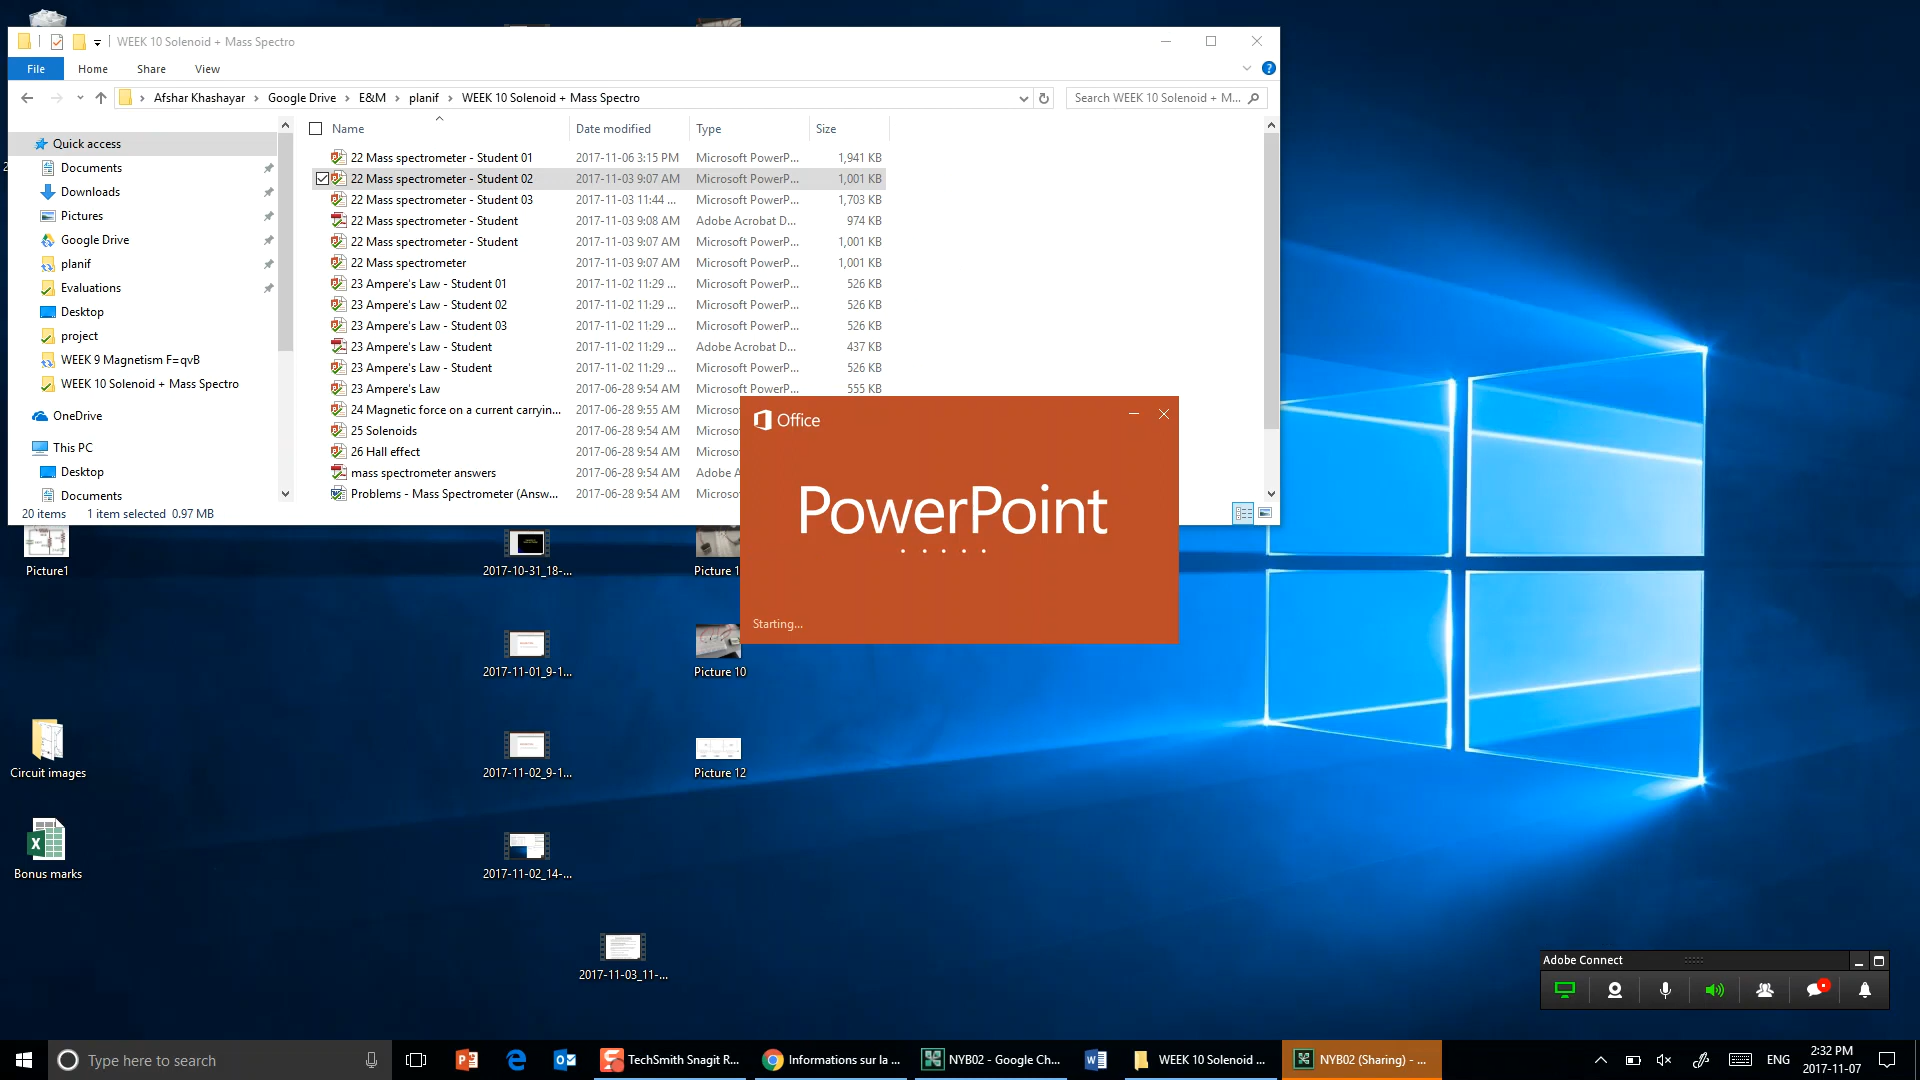 WEEK 10 Solenoid + Mass Spectro
File Home Share View
Afshar Khashayar > Google Drive > E&M > planif > WEEK 10 Solenoid + Mass Spectro
Search WEEK 10 Solenoid + M...
Name Date modified Type Size
Quick access
Documents
Downloads
Pictures
Google Drive
planif
Evaluations
Desktop
project
WEEK 9 Magnetism F=qvB
WEEK 10 Solenoid + Mass Spectro
OneDrive
This PC
Desktop
Documents
22 Mass spectrometer - Student 01 2017-11-06 3:15 PM Microsoft PowerP... 1,941 KB
22 Mass spectrometer - Student 02 2017-11-03 9:07 AM Microsoft PowerP... 1,001 KB
22 Mass spectrometer - Student 03 2017-11-03 11:44 ... Microsoft PowerP... 1,703 KB
22 Mass spectrometer - Student 2017-11-03 9:08 AM Adobe Acrobat D... 974 KB
22 Mass spectrometer - Student 2017-11-03 9:07 AM Microsoft PowerP... 1,001 KB
22 Mass spectrometer 2017-11-03 9:07 AM Microsoft PowerP... 1,001 KB
23 Ampere's Law - Student 01 2017-11-02 11:29 ... Microsoft PowerP... 526 KB
23 Ampere's Law - Student 02 2017-11-02 11:29 ... Microsoft PowerP... 526 KB
23 Ampere's Law - Student 03 2017-11-02 11:29 ... Microsoft PowerP... 526 KB
23 Ampere's Law - Student 2017-11-02 11:29 ... Adobe Acrobat D... 437 KB
23 Ampere's Law - Student 2017-11-02 11:29 ... Microsoft PowerP... 526 KB
23 Ampere's Law 2017-06-28 9:54 AM Microsoft PowerP... 555 KB
24 Magnetic force on a current carryin... 2017-06-28 9:55 AM Microso
25 Solenoids 2017-06-28 9:54 AM Microso
26 Hall effect 2017-06-28 9:54 AM Microso
mass spectrometer answers 2017-06-28 9:54 AM Adobe A
Problems - Mass Spectrometer (Answ... 2017-06-28 9:54 AM Microso
20 items 1 item selected 0.97 MB
Office
PowerPoint
Starting...
Picture1
2017-10-31_18-...
Picture 1
2017-11-01_9-1...
Picture 10
Circuit images
2017-11-02_9-1...
Picture 12
Bonus marks
2017-11-02_14-...
2017-11-03_11-...
Adobe Connect
Type here to search
TechSmith Snagit R...
Informations sur la ...
NYB02 - Google Ch...
WEEK 10 Solenoid ...
NYB02 (Sharing) - ...
ENG
2:32 PM
2017-11-07